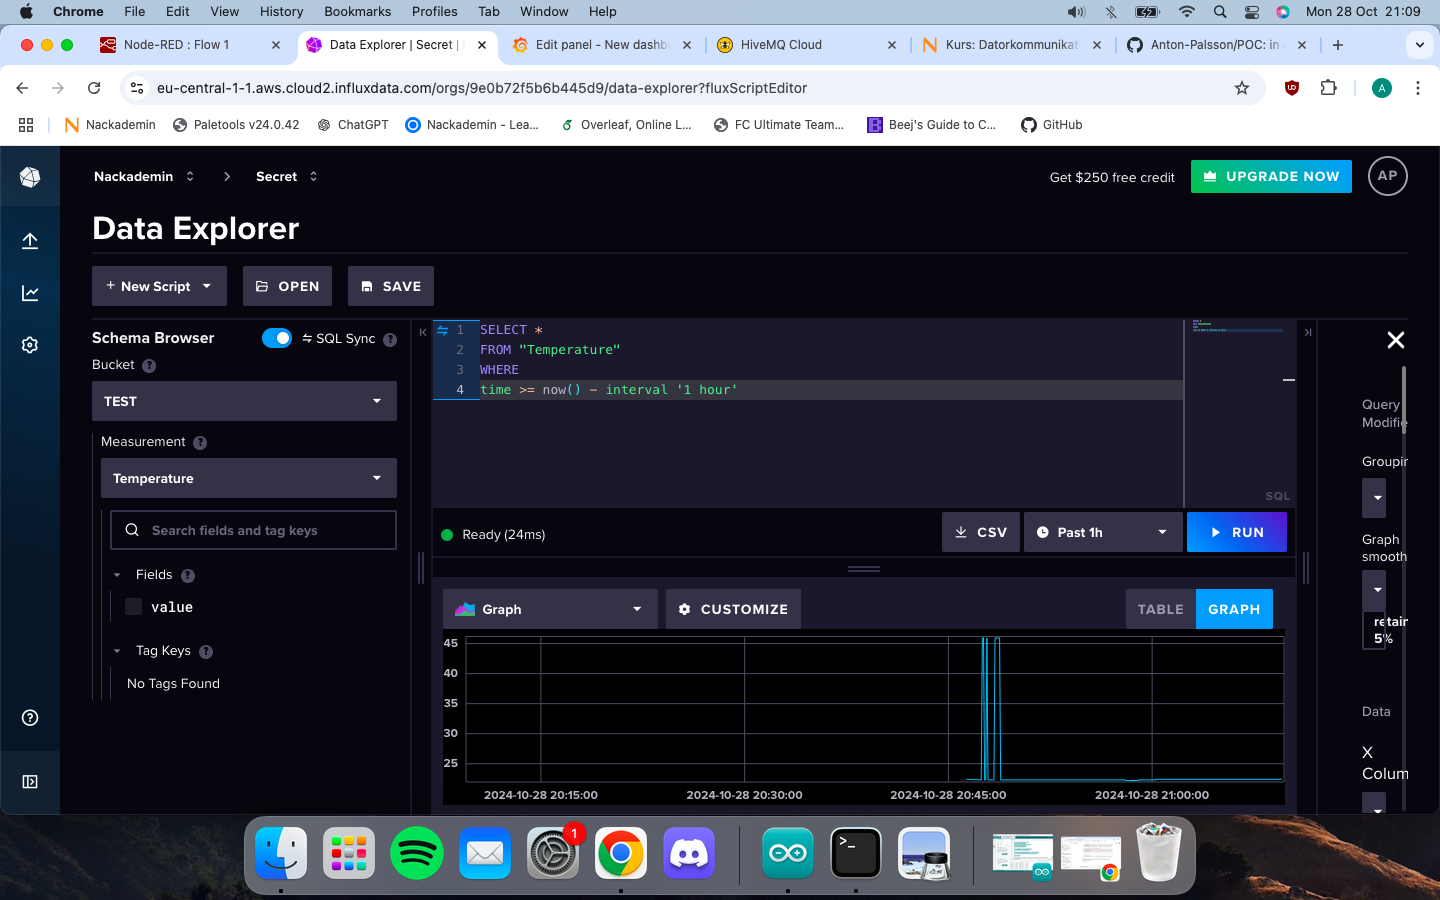 Chrome File Edit View History Bookmarks Profiles Tab Window Help Mon 28 Oct 21:09
Node-RED : Flow 1 Data Explorer | Secret | Edit panel - New dashb HiveMQ Cloud Kurs: Datorkommunikat Anton-Palsson/POC: in
eu-central-1-1.aws.cloud2.influxdata.com/orgs/9e0b72f5b6b445d9/data-explorer?fluxScriptEditor A
Nackademin Paletools v24.0.42 ChatGPT Nackademin - Lea... Overleaf, Online L... FC Ultimate Team... Beej's Guide to C... GitHub
Nackademin > Secret Get $250 free credit UPGRADE NOW AP
Data Explorer
+ New Script OPEN SAVE
Schema Browser SQL Sync ?
Bucket ?
TEST
Measurement ?
Temperature
Search fields and tag keys
Fields ?
value
Tag Keys ?
No Tags Found
1 SELECT *
2 FROM "Temperature"
3 WHERE
4 time >= now() - interval '1 hour'
SQL
Ready (24ms) CSV Past 1h RUN
Graph CUSTOMIZE TABLE GRAPH
45
40
35
30
25
2024-10-28 20:15:00 2024-10-28 20:30:00 2024-10-28 20:45:00 2024-10-28 21:00:00
Query
Modifie
Groupin
Graph
smooth
retain
5%
Data
X
Colum
1
>_